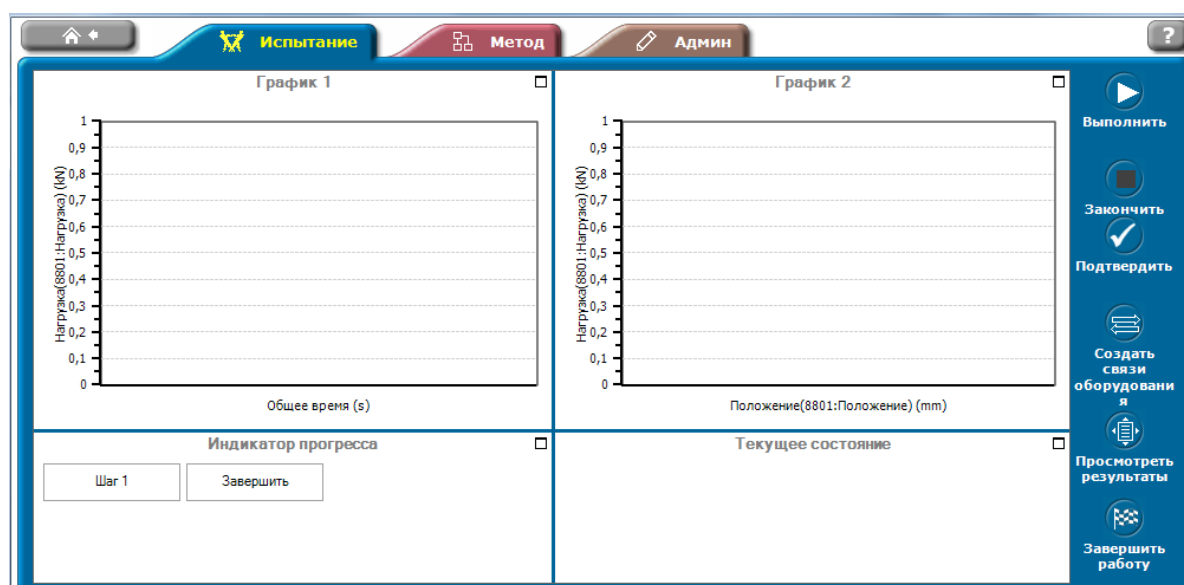 Испытание
Метод
Админ
?
График 1
1
0,9
0,8
0,7
0,6
0,5
0,4
0,3
0,2
0,1
0
Нагрузка(8801:Нагрузка) (kN)
Общее время (s)
График 2
1
0,9
0,8
0,7
0,6
0,5
0,4
0,3
0,2
0,1
0
Нагрузка(8801:Нагрузка) (kN)
Положение(8801:Положение) (mm)
Индикатор прогресса
Шаг 1
Завершить
Текущее состояние
Выполнить
Закончить
Подтвердить
Создать
связи
оборудовани
я
Просмотреть
результаты
Завершить
работу